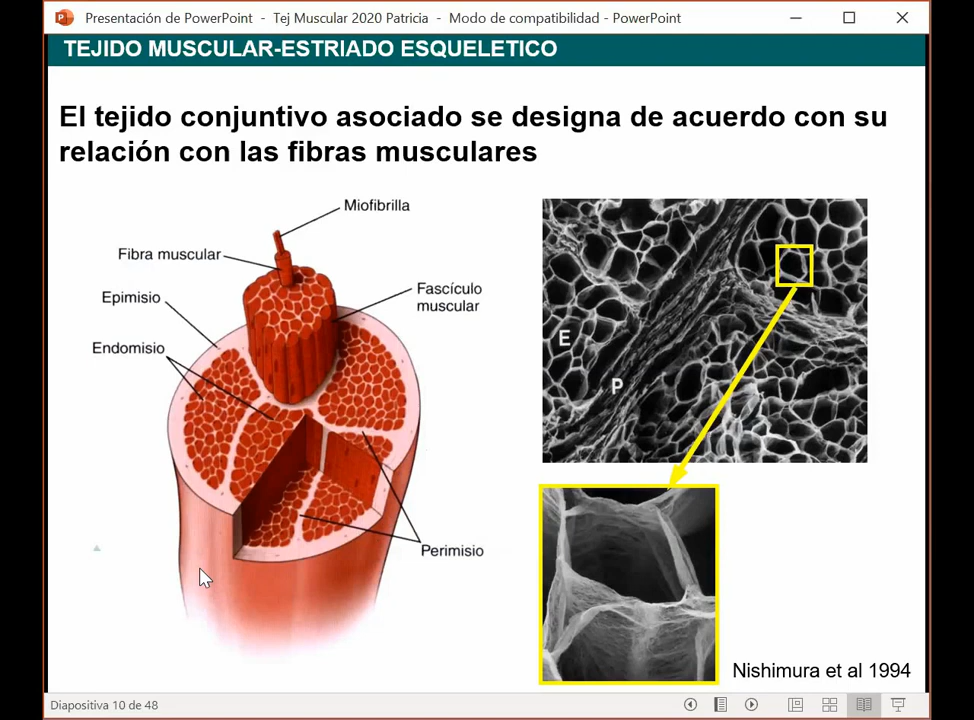 Presentación de PowerPoint - Tej Muscular 2020 Patricia - Modo de compatibilidad - PowerPoint
TEJIDO MUSCULAR-ESTRIADO ESQUELETICO
El tejido conjuntivo asociado se designa de acuerdo con su
relación con las fibras musculares
Miofibrilla
Fibra muscular
Epimisio
Fascículo
muscular
Endomisio
Perimisio
E
P
Nishimura et al 1994
Diapositiva 10 de 48